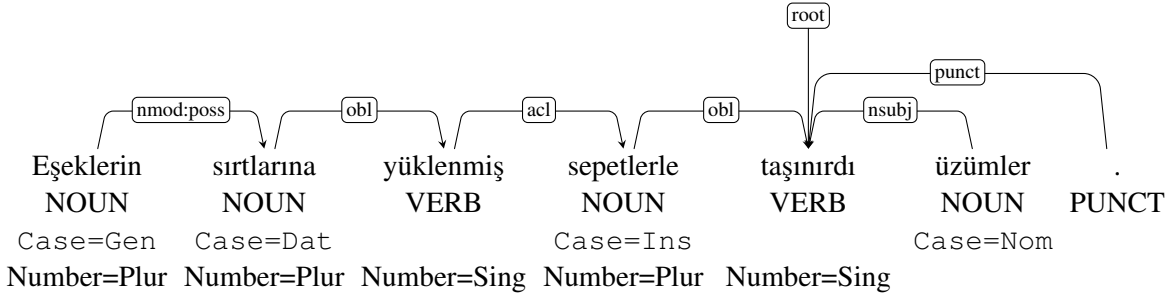 root
punct
nmod:poss obl acl obl nsubj
Eşeklerin sırtlarına yüklenmiş sepetlerle taşınırdı üzümler .
NOUN NOUN VERB NOUN VERB NOUN PUNCT
Case=Gen Case=Dat Case=Ins Case=Nom
Number=Plur Number=Plur Number=Sing Number=Plur Number=Sing